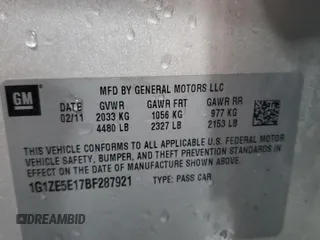 GM
MFD BY GENERAL MOTORS LLC
DATE GVWR GAWR FRT GAWR RR
02/11 2033 KG 1056 KG 977 KG
4480 LB 2327 LB 2153 LB
THIS VEHICLE CONFORMS TO ALL APPLICABLE U.S. FEDERAL MOTOR
VEHICLE SAFETY, BUMPER, AND THEFT PREVENTION STANDARDS IN
EFFECT ON THE DATE OF MANUFACTURE SHOWN ABOVE.
1G1ZE5E17BF287921 TYPE: PASS CAR
DEALERS.COM